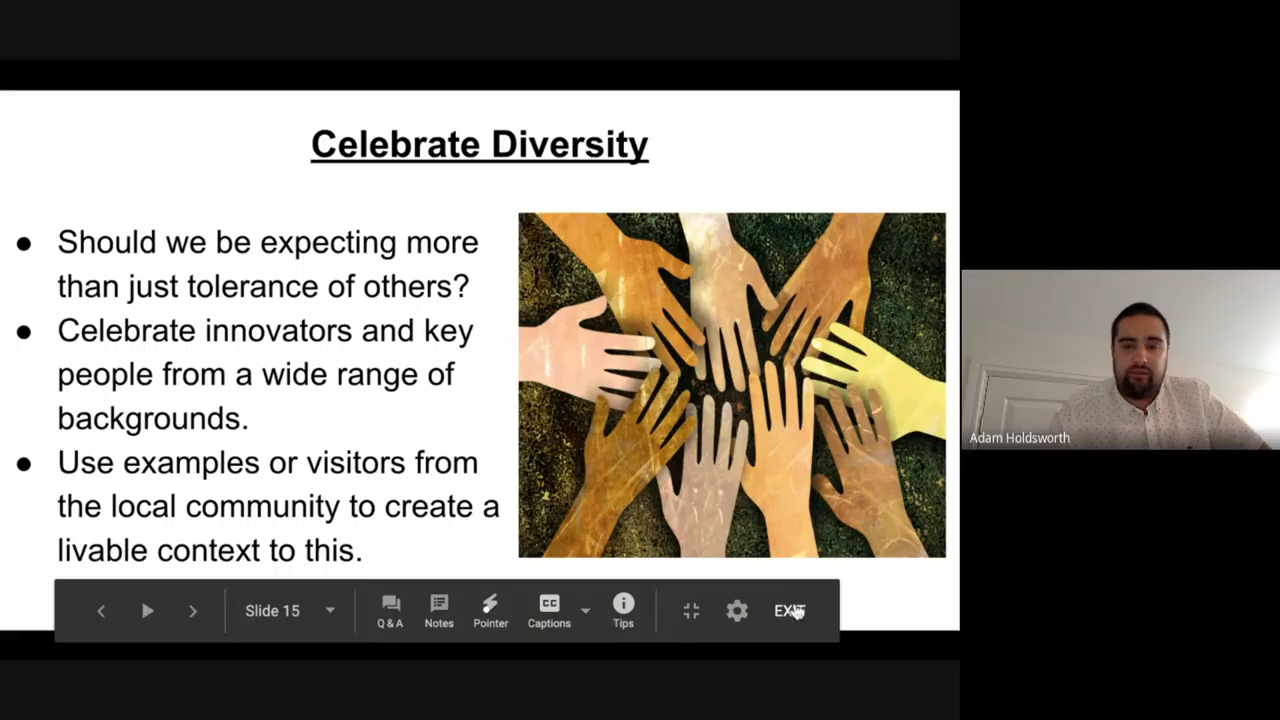 Celebrate Diversity
● Should we be expecting more
than just tolerance of others?
● Celebrate innovators and key
people from a wide range of
backgrounds.
● Use examples or visitors from
the local community to create a
livable context to this.
Adam Holdsworth
Slide 15
Q & A
Notes
Pointer
CC
Captions
Tips
EXIT